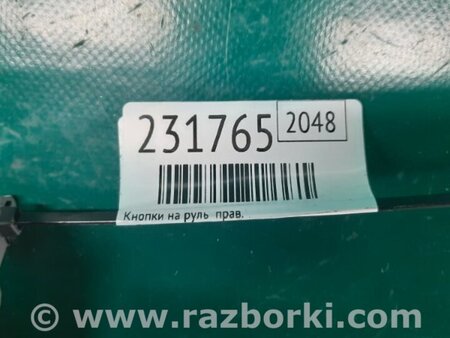 231765 2048
Кнопки на руль прав.
© www.razborki.com